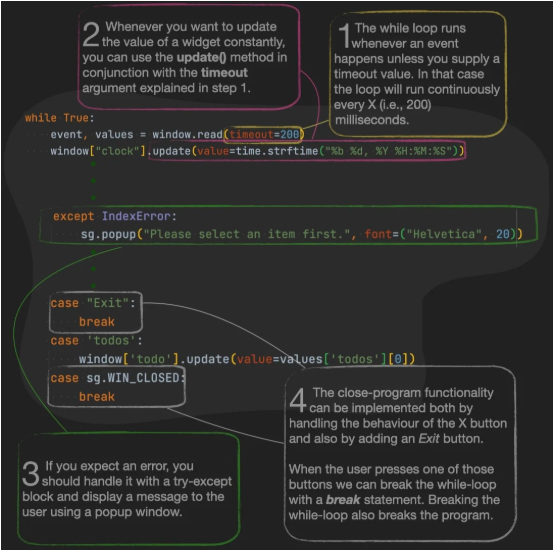 2 Whenever you want to update
the value of a widget constantly,
you can use the update() method in
conjunction with the timeout
argument explained in step 1.
1 The while loop runs
whenever an event
happens unless you supply a
timeout value. In that case
the loop will run continuously
every X (i.e., 200)
milliseconds.
while True:
event, values = window.read(timeout=200)
window["clock"].update(value=time.strftime("%b %d, %Y %H:%M:%S"))
except IndexError:
sg.popup("Please select an item first.", font=("Helvetica", 20))
case "Exit":
break
case 'todos':
window['todo'].update(value=values['todos'][0])
case sg.WIN_CLOSED:
break
4 The close-program functionality
can be implemented both by
handling the behaviour of the X button
and also by adding an Exit button.
When the user presses one of those
buttons we can break the while-loop
with a break statement. Breaking the
while-loop also breaks the program.
3 If you expect an error, you
should handle it with a try-except
block and display a message to the
user using a popup window.